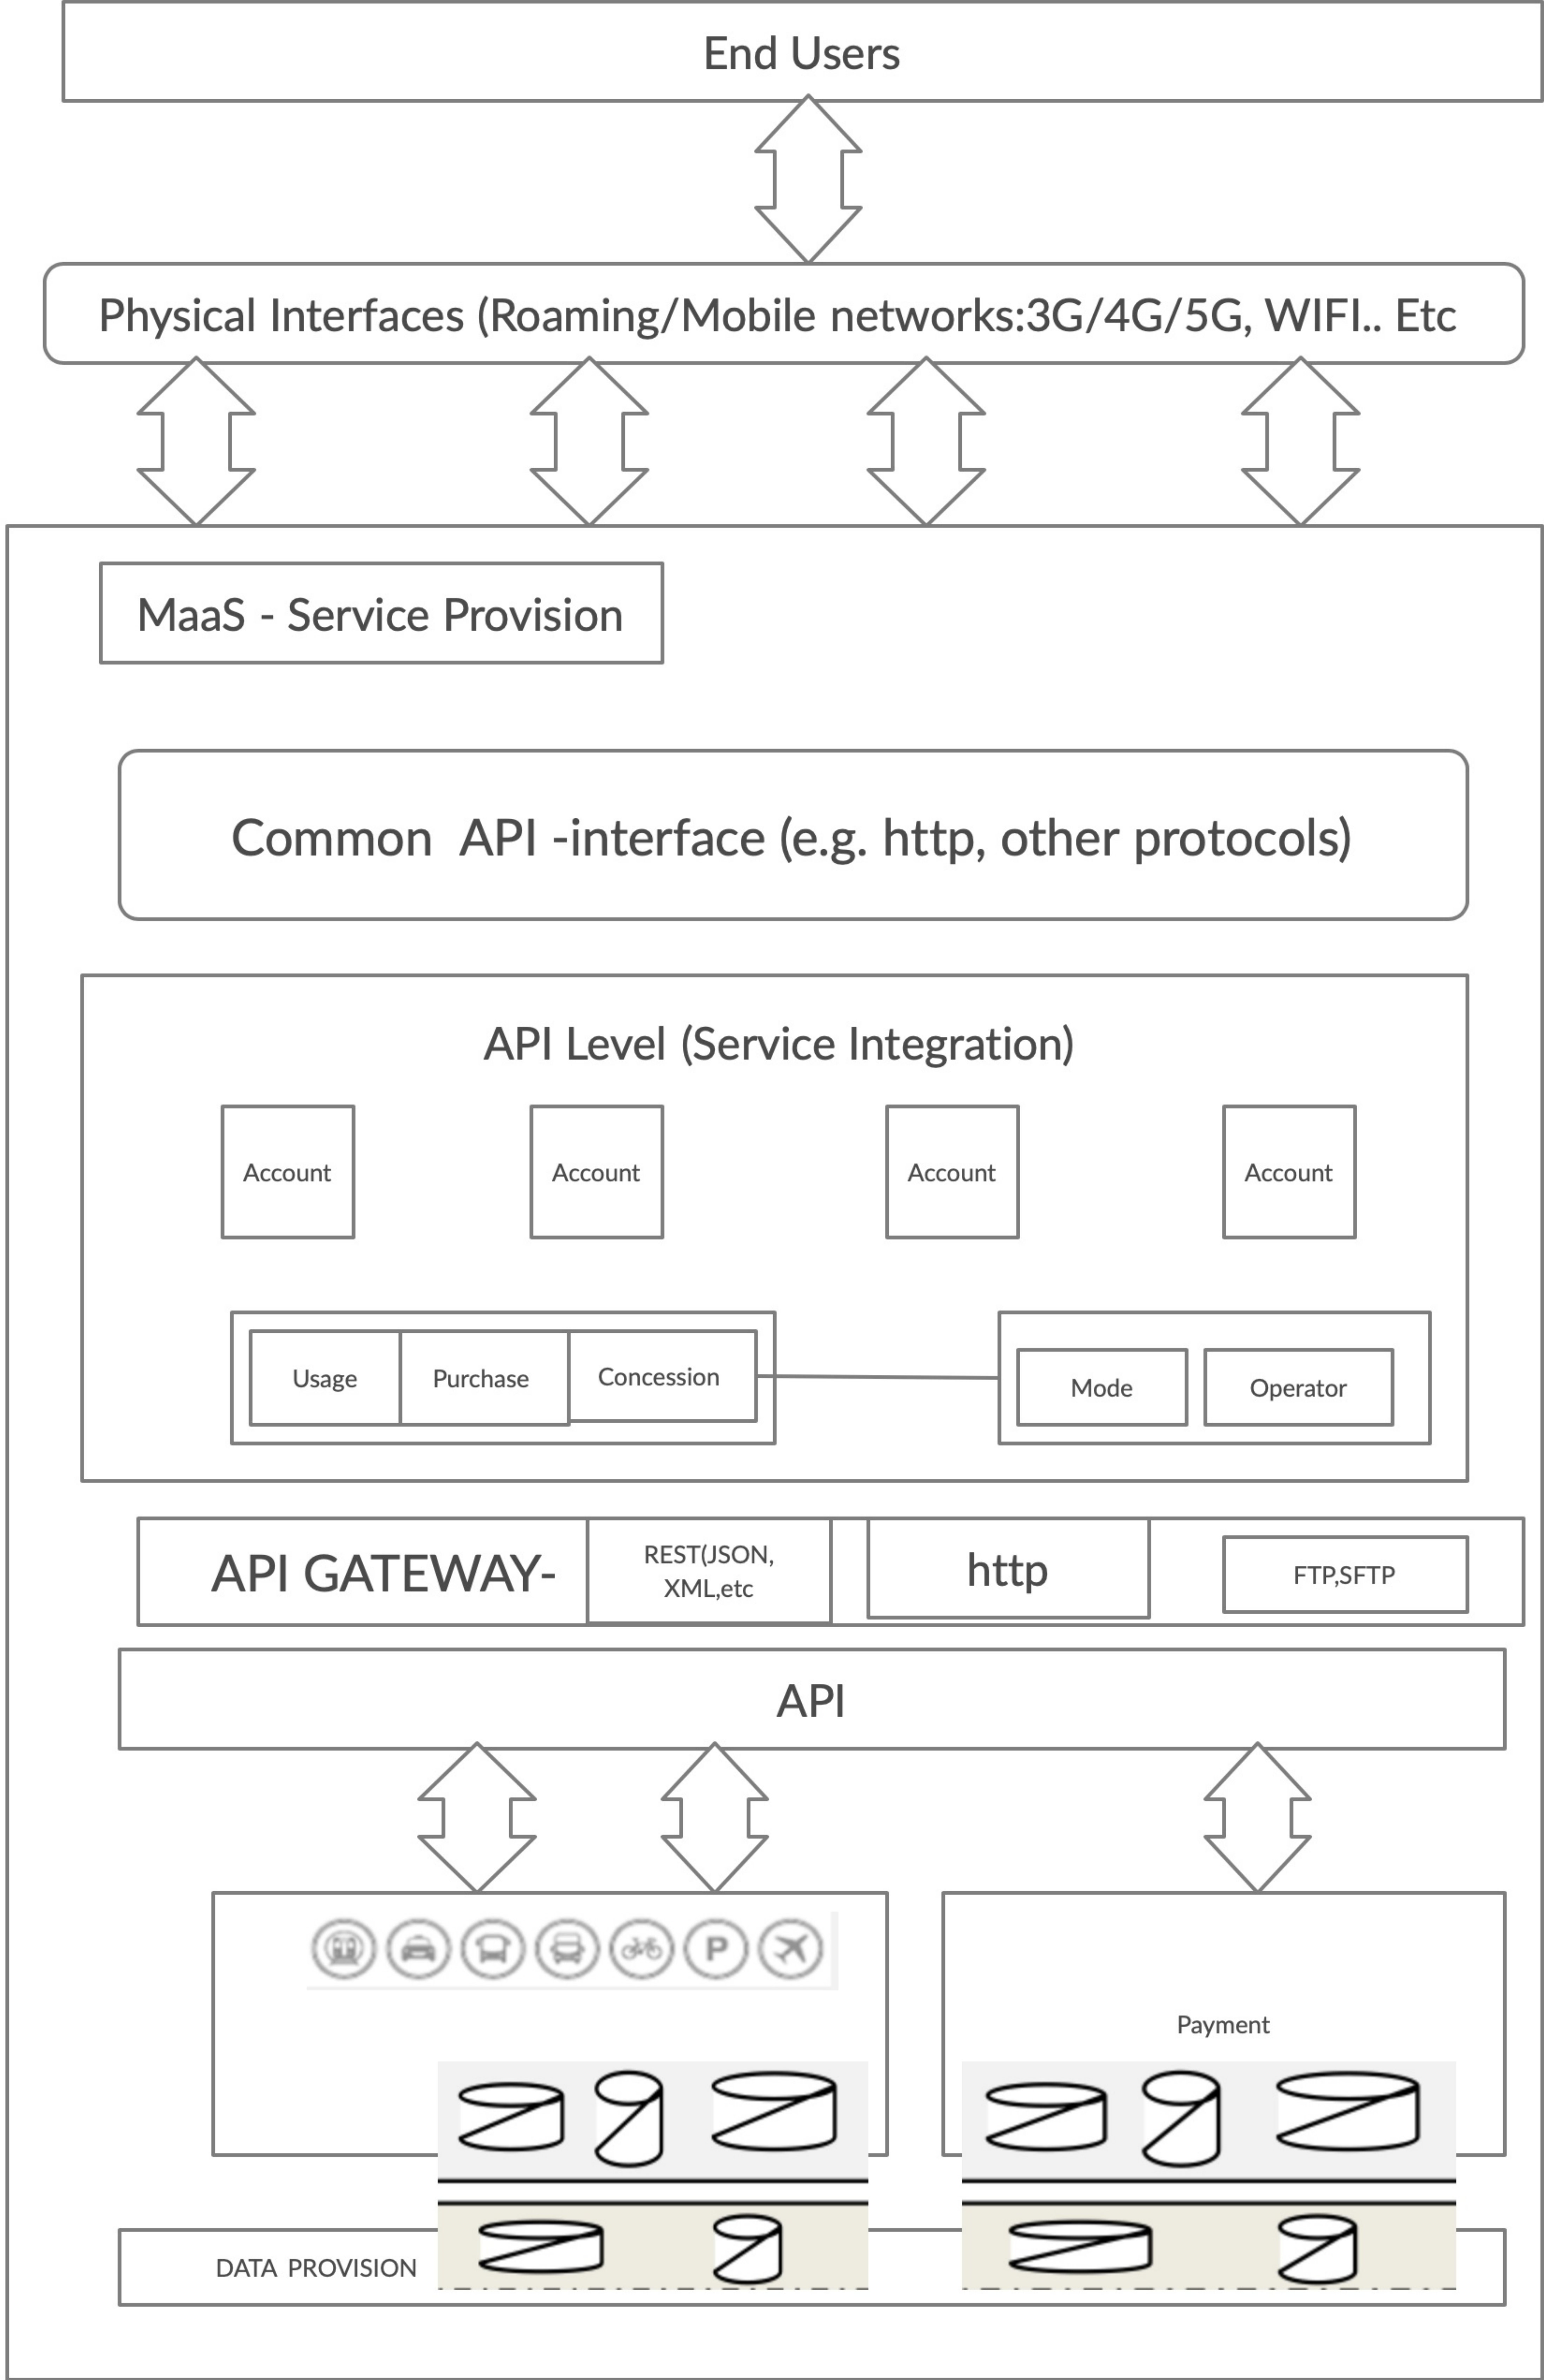 End Users
Physical Interfaces (Roaming/Mobile networks:3G/4G/5G, WIFI.. Etc
MaaS - Service Provision
Common API -interface (e.g. http, other protocols)
API Level (Service Integration)
Account
Account
Account
Account
Usage
Purchase
Concession
Mode
Operator
API GATEWAY-
REST(JSON,
XML,etc
http
FTP,SFTP
API
P
Payment
DATA PROVISION